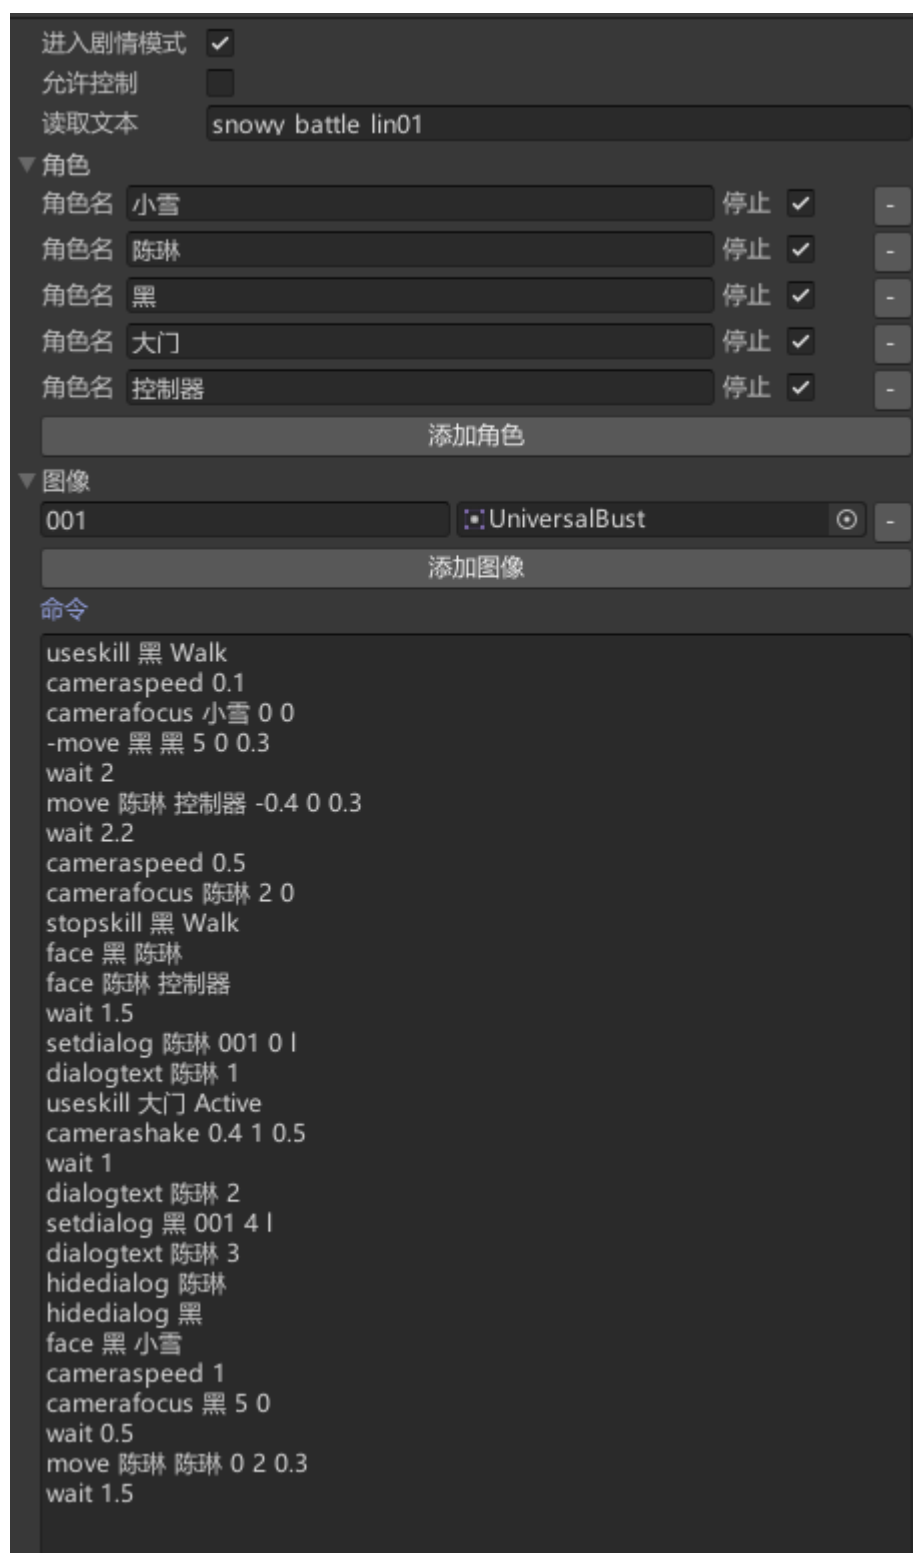 进入剧情模式
允许控制
读取文本 snowy_battle_lin01
角色
角色名 小雪 停止 -
角色名 陈琳 停止 -
角色名 黑 停止 -
角色名 大门 停止 -
角色名 控制器 停止 -
添加角色
图像
001 UniversalBust -
添加图像
命令
useskill 黑 Walk
cameraspeed 0.1
camerafocus 小雪 0 0
-move 黑 黑 5 0 0.3
wait 2
move 陈琳 控制器 -0.4 0 0.3
wait 2.2
cameraspeed 0.5
camerafocus 陈琳 2 0
stopskill 黑 Walk
face 黑 陈琳
face 陈琳 控制器
wait 1.5
setdialog 陈琳 001 0 l
dialogtext 陈琳 1
useskill 大门 Active
camerashake 0.4 1 0.5
wait 1
dialogtext 陈琳 2
setdialog 黑 001 4 l
dialogtext 陈琳 3
hidedialog 陈琳
hidedialog 黑
face 黑 小雪
cameraspeed 1
camerafocus 黑 5 0
wait 0.5
move 陈琳 陈琳 0 2 0.3
wait 1.5